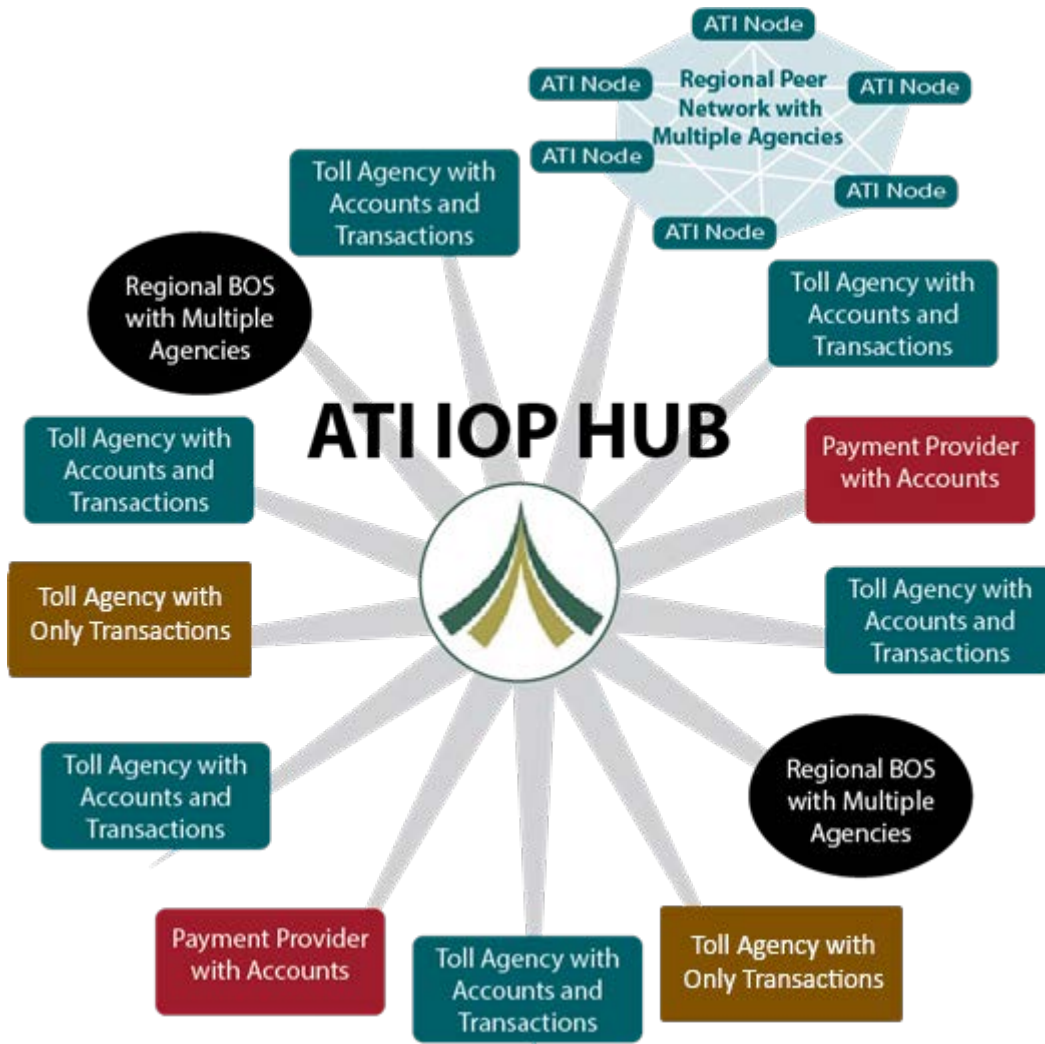 ATI Node
ATI Node
Regional Peer
Network with
Multiple Agencies
ATI Node
ATI Node
ATI Node
ATI Node
Toll Agency with
Accounts and
Transactions
Regional BOS
with Multiple
Agencies
Toll Agency with
Accounts and
Transactions
ATI IOP HUB
Toll Agency with
Accounts and
Transactions
Payment Provider
with Accounts
Toll Agency with
Only Transactions
Toll Agency with
Accounts and
Transactions
Toll Agency with
Accounts and
Transactions
Regional BOS
with Multiple
Agencies
Payment Provider
with Accounts
Toll Agency with
Accounts and
Transactions
Toll Agency with
Only Transactions